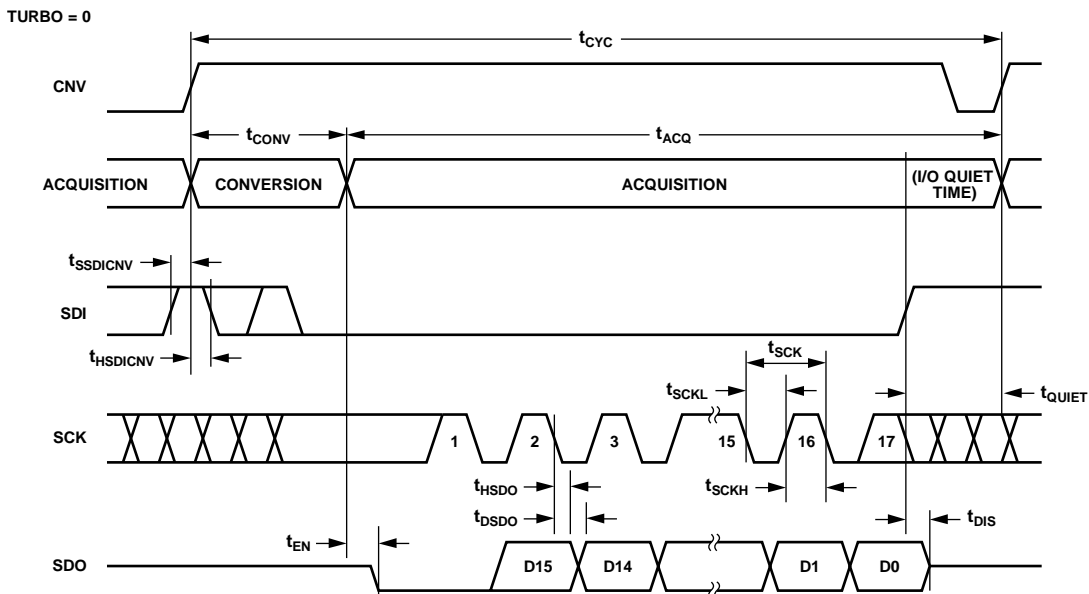 TURBO = 0
tCYC
CNV
tCONV
tACQ
ACQUISITION
CONVERSION
ACQUISITION
(I/O QUIET
TIME)
tSSDICNV
SDI
tHSDICNV
tSCK
tSCKL
tQUIET
SCK
1
2
3
15
16
17
tHSDO
tSCKH
tDSDO
tEN
tDIS
SDO
D15
D14
D1
D0